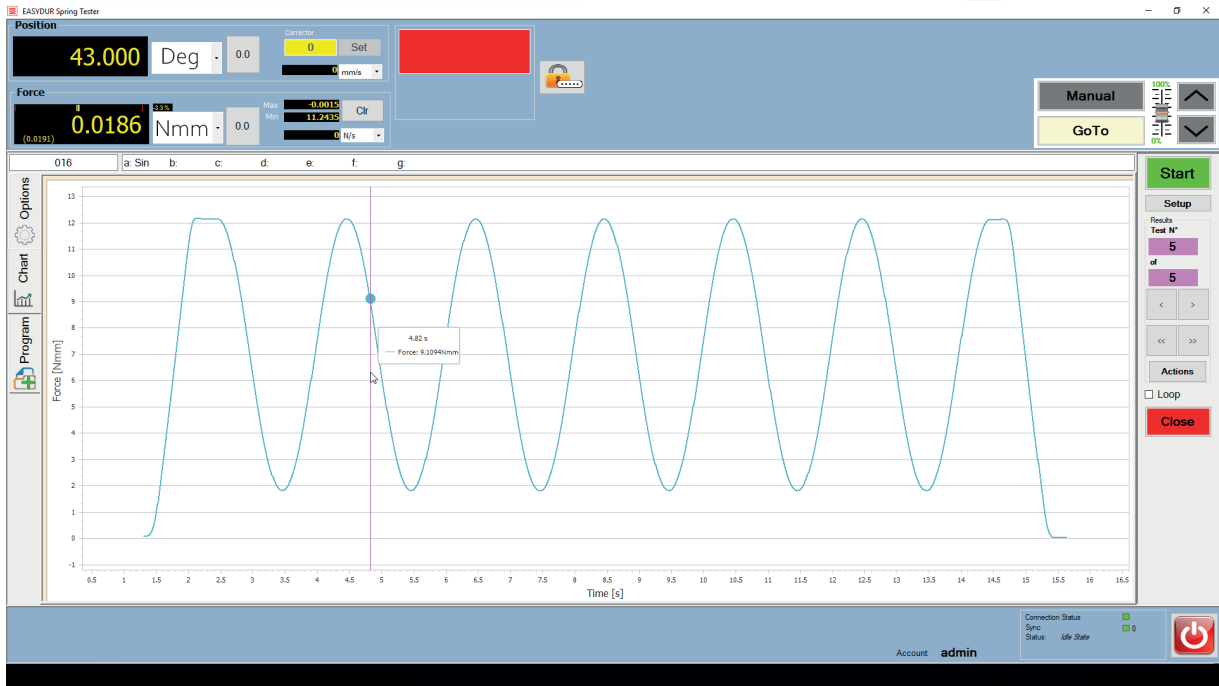 EASYDUR Spring Tester
Position
43.000 Deg 0.0
Corrector
0 Set
0 mm/s
Force
-3.3%
0.0186 Nmm 0.0
(0.0191)
Max -0.0015 Clr
Min 11.2435
0 N/s
Manual
GoTo
100%
0%
016 a: Sin b: c: d: e: f: g:
Options
Chart
Program
Force [Nmm]
13
12
11
10
9
8
7
6
5
4
3
2
1
0
-1
4.82 s
Force: 9.1094Nmm
0.5 1 1.5 2 2.5 3 3.5 4 4.5 5 5.5 6 6.5 7 7.5 8 8.5 9 9.5 10 10.5 11 11.5 12 12.5 13 13.5 14 14.5 15 15.5 16 16.5
Time [s]
Start
Setup
Results
Test N°
5
of
5
< >
<< >>
Actions
Loop
Close
Connection Status
Sync 0
Status: Idle State
Account admin